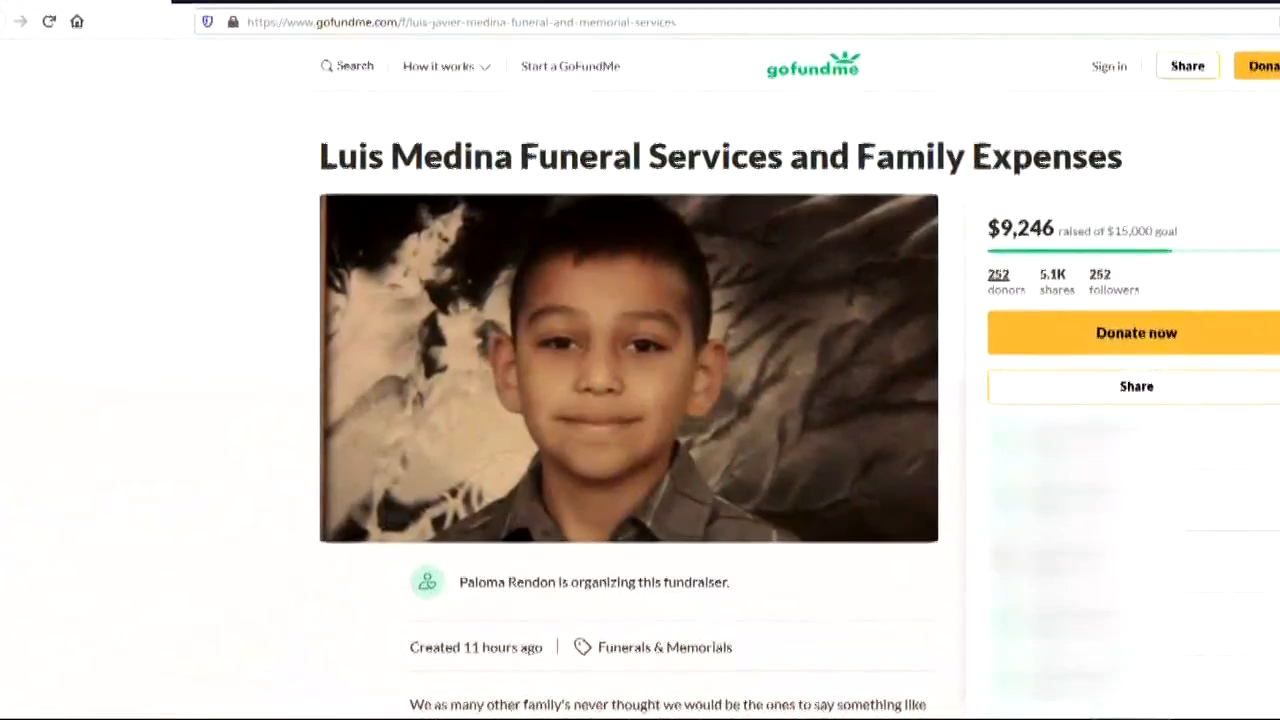 https://www.gofundme.com/f/luis-javier-medina-funeral-and-memorial-services
Search How it works Start a GoFundMe gofundme Sign in Share Dona
Luis Medina Funeral Services and Family Expenses
$9,246 raised of $15,000 goal
252 5.1K 252
donors shares followers
Donate now
Share
Paloma Rendon is organizing this fundraiser.
Created 11 hours ago Funerals & Memorials
We as many other family's never thought we would be the ones to say something like